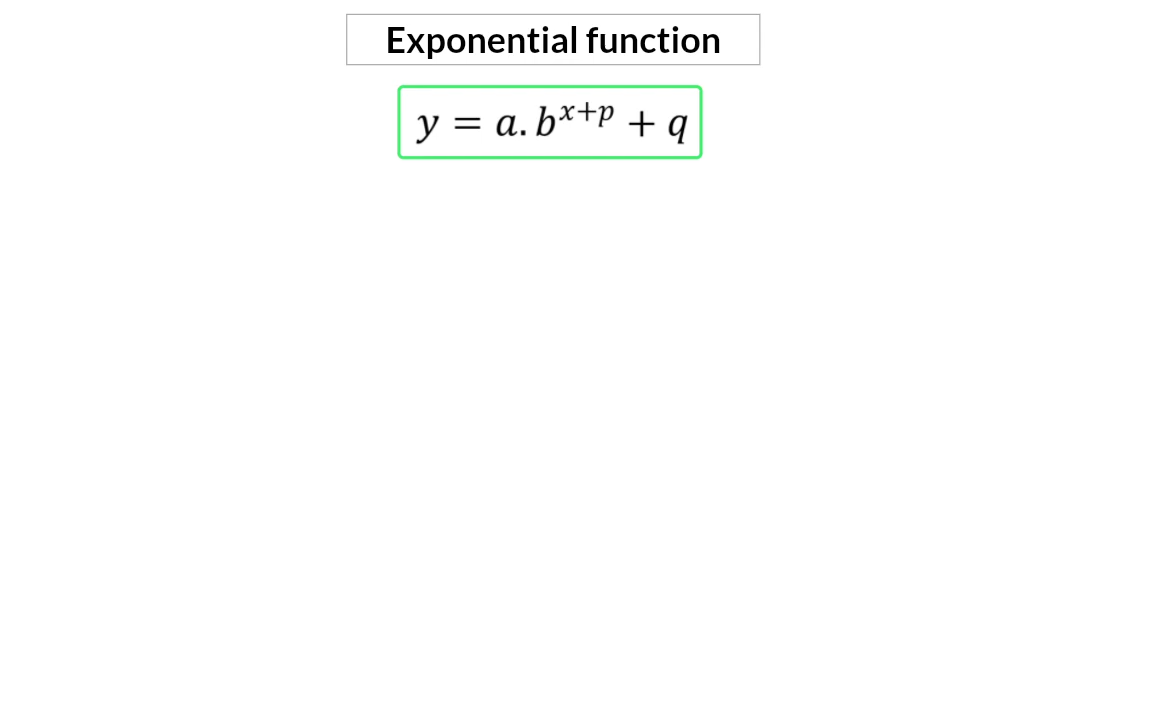 Exponential function
y = a. b^{x+p} + q